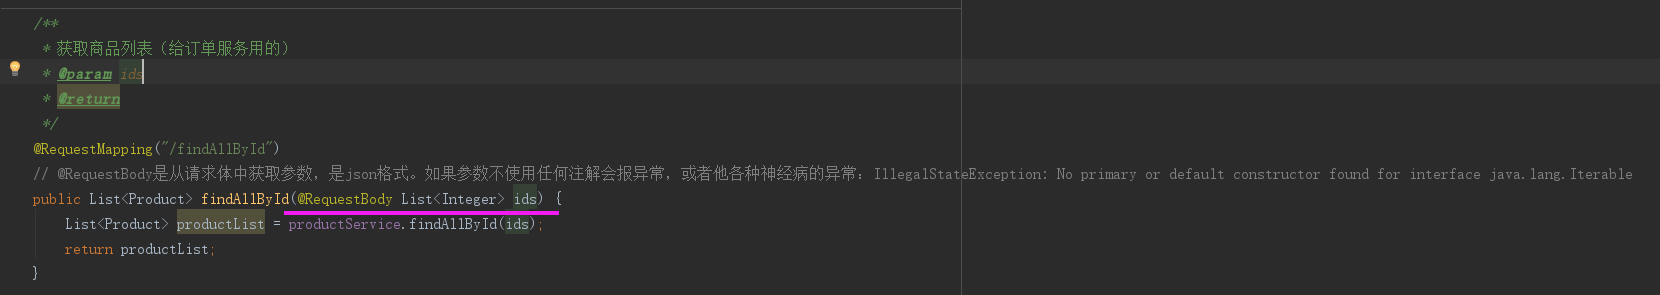 /**
 * 获取商品列表（给订单服务用的）
 * @param ids
 * @return
 */
@RequestMapping("/findAllById")
// @RequestBody是从请求体中获取参数，是json格式。如果参数不使用任何注解会报异常，或者他各种神经病的异常：IllegalStateException: No primary or default constructor found for interface java.lang.Iterable
public List<Product> findAllById(@RequestBody List<Integer> ids) {
    List<Product> productList = productService.findAllById(ids);
    return productList;
}